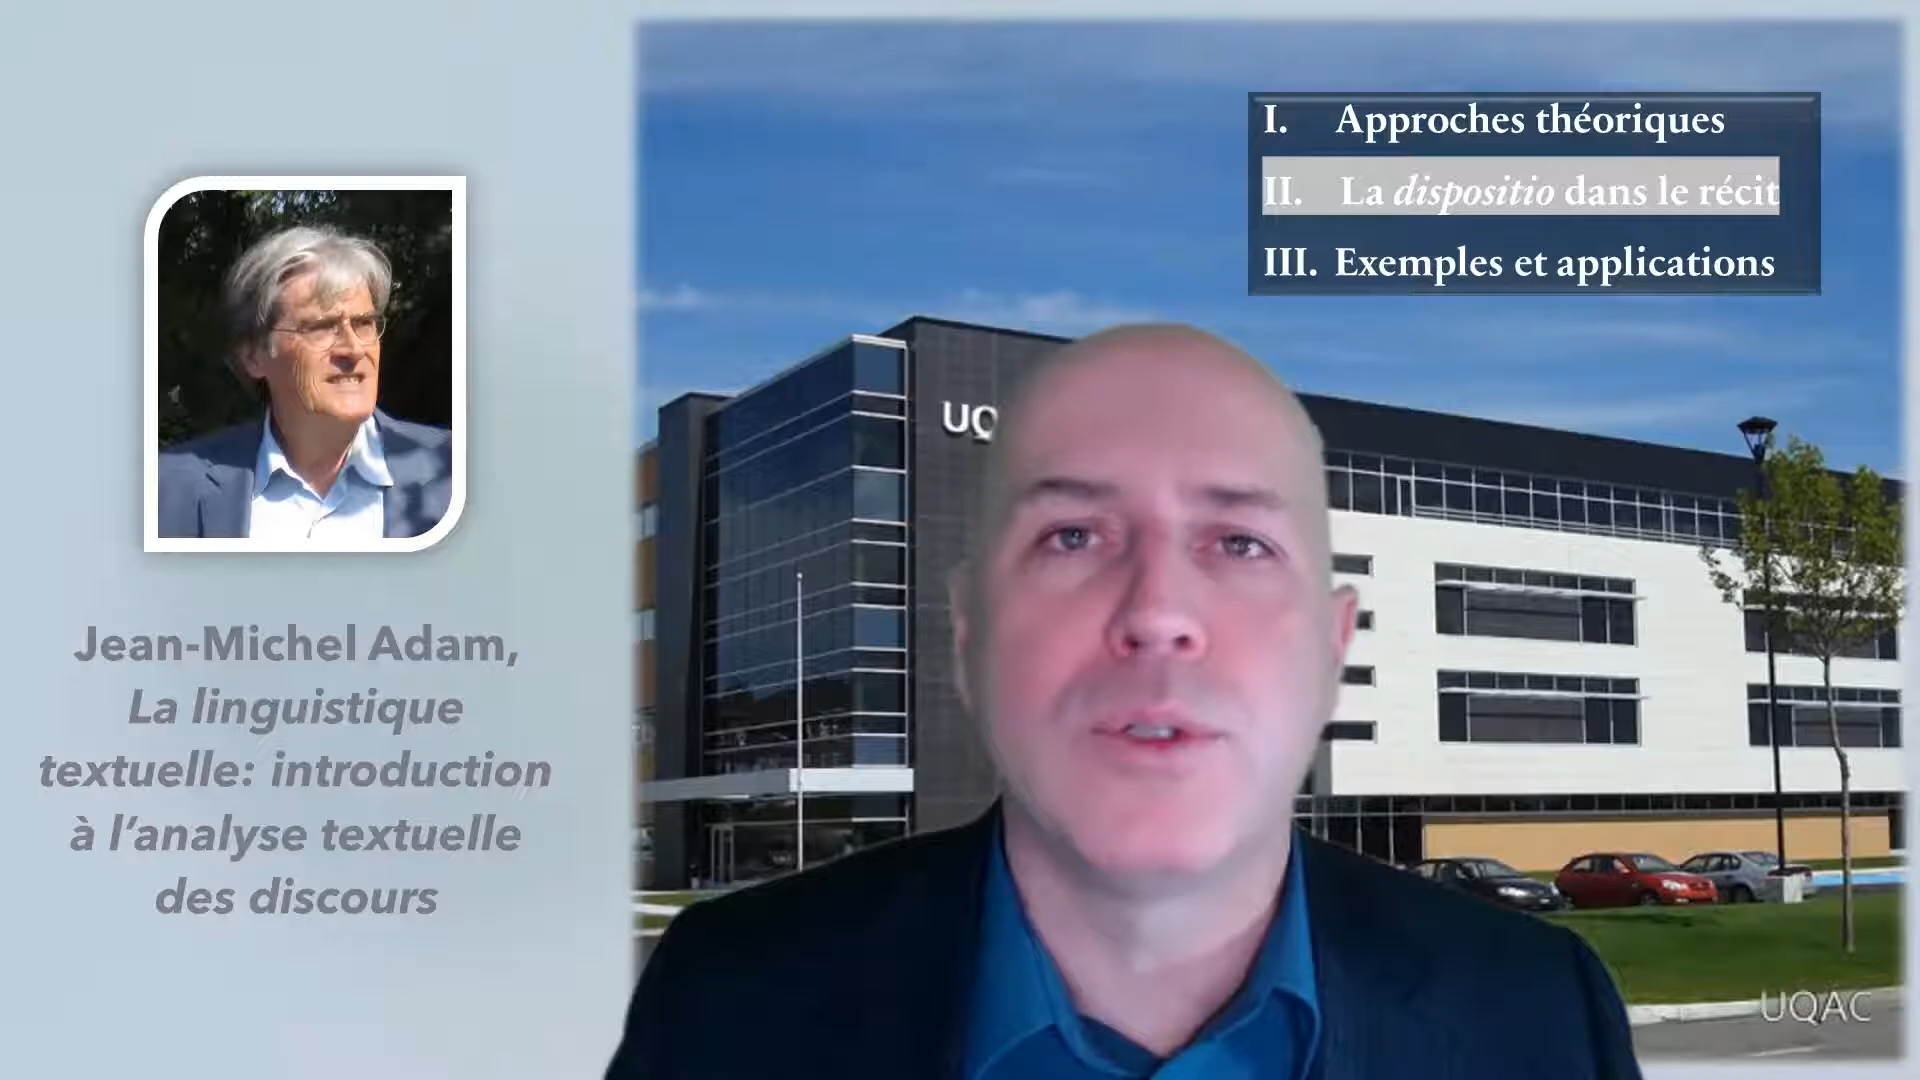 I. Approches théoriques
II. La dispositio dans le récit
III. Exemples et applications
UQ
Jean-Michel Adam,
La linguistique
textuelle: introduction
à l'analyse textuelle
des discours
UQAC